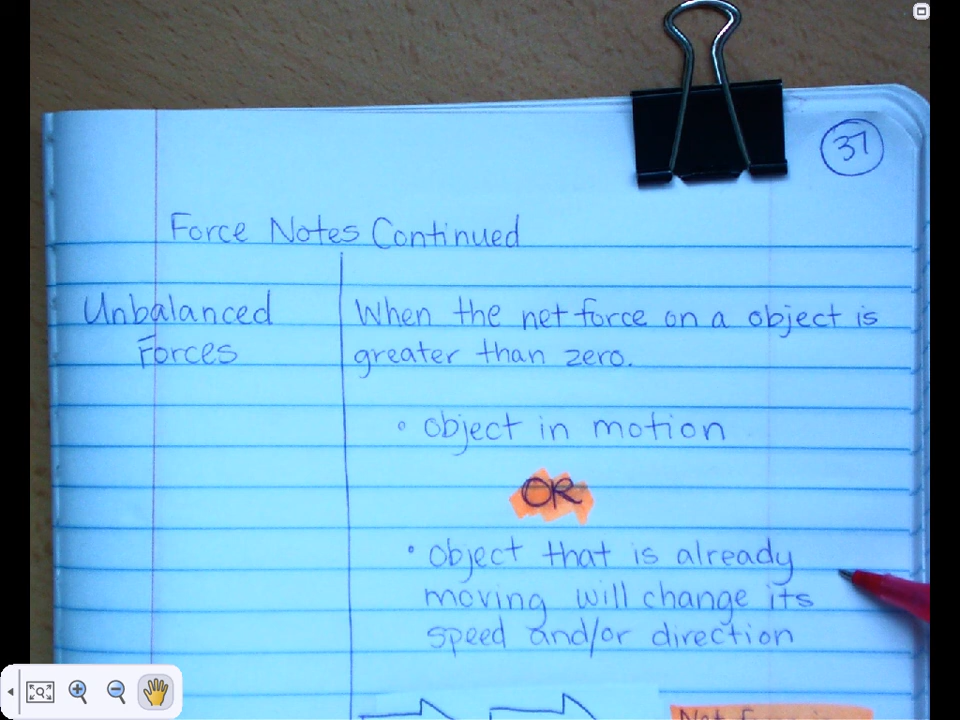 37
Force Notes Continued
Unbalanced
Forces
When the net force on a object is
greater than zero.
• object in motion
OR
• object that is already
moving will change its
speed and/or direction